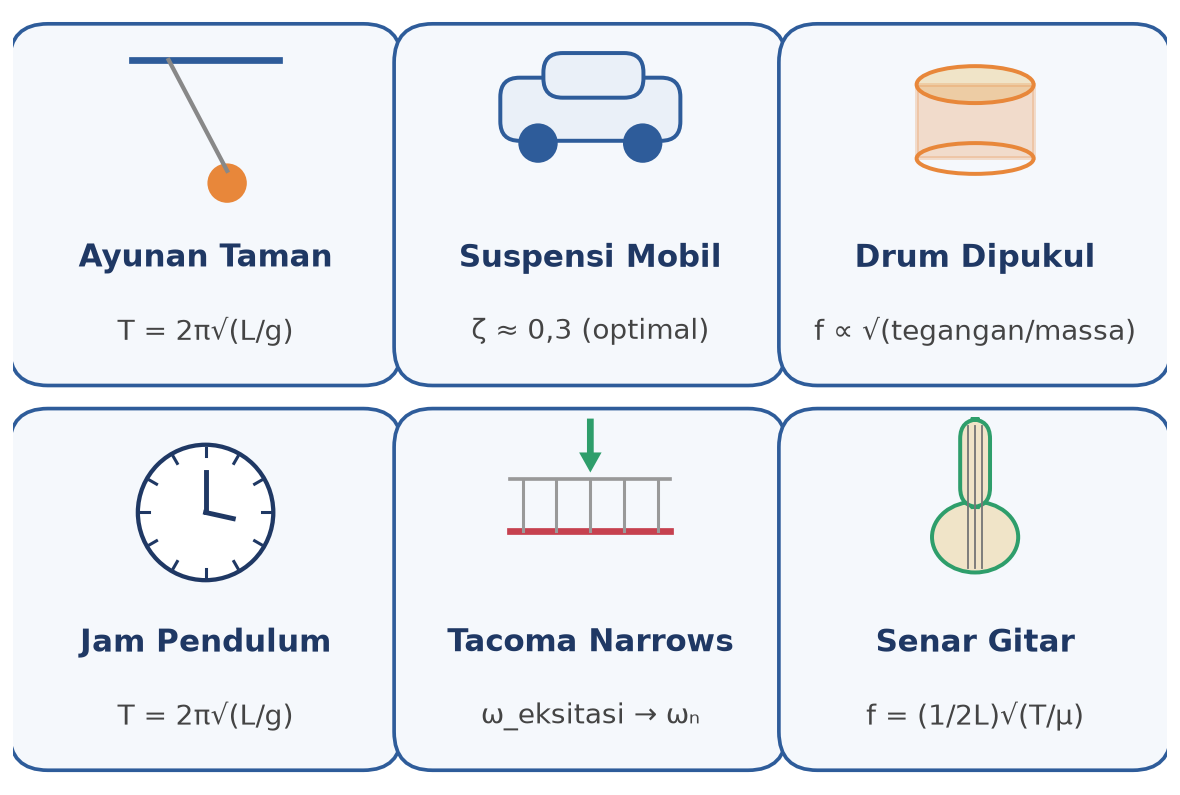 Ayunan Taman
T = 2π√(L/g)
Suspensi Mobil
ζ ≈ 0,3 (optimal)
Drum Dipukul
f ∝ √(tegangan/massa)
Jam Pendulum
T = 2π√(L/g)
Tacoma Narrows
ω_eksitasi → ωₙ
Senar Gitar
f = (1/2L)√(T/μ)